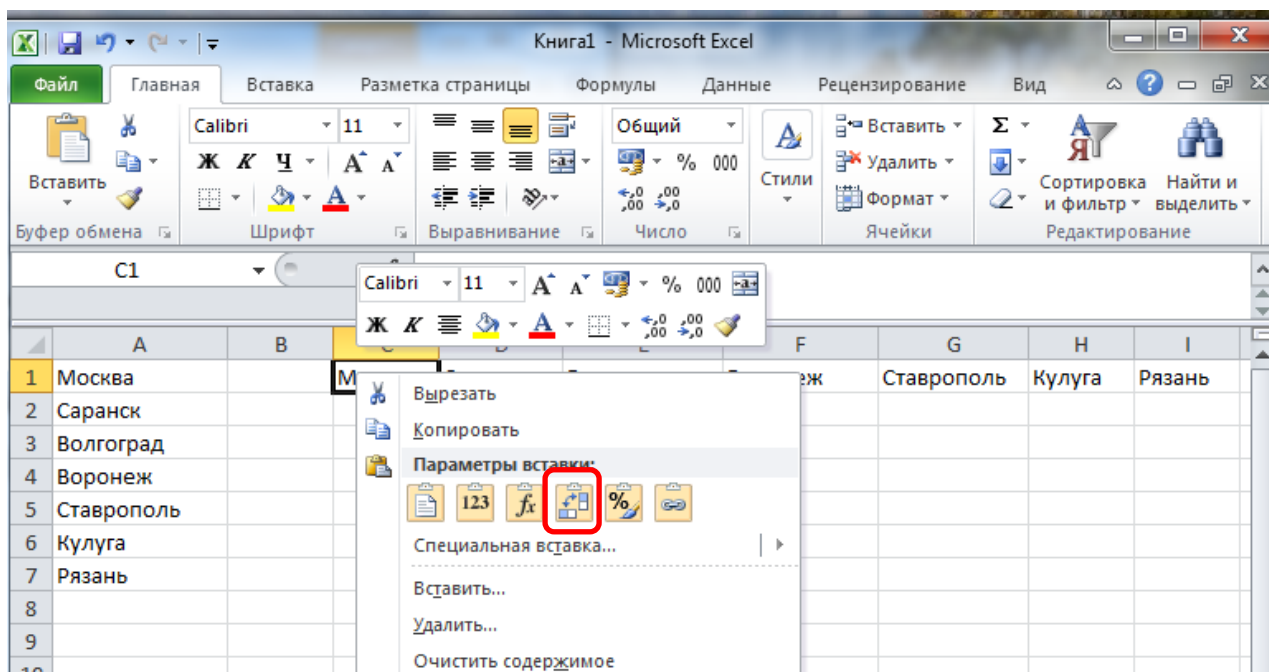 Книга1 - Microsoft Excel
Файл Главная Вставка Разметка страницы Формулы Данные Рецензирование Вид
Вставить
Буфер обмена
Calibri 11
Ж К Ч
Шрифт
Выравнивание
Общий
% 000
Число
Стили
Вставить
Удалить
Формат
Ячейки
Σ
Сортировка и фильтр
Найти и выделить
Редактирование
C1
Calibri 11 % 000
Ж К
A B F G H I
1 Москва Ставрополь Кулуга Рязань
2 Саранск
3 Волгоград
4 Воронеж
5 Ставрополь
6 Кулуга
7 Рязань
8
9
Вырезать
Копировать
Параметры вставки:
123 fx %
Специальная вставка...
Вставить...
Удалить...
Очистить содержимое